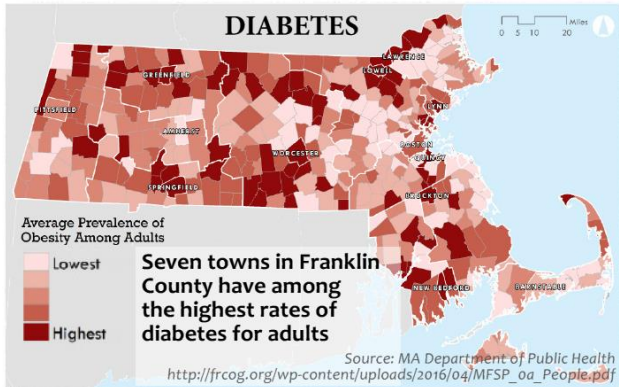 DIABETES
Miles
0 5 10 20
LAWRENCE
LOWELL
GREENFIELD
PITTSFIELD
LYNN
AMHERST
BOSTON
WORCESTER
QUINCY
SPRINGFIELD
BROCKTON
NEW BEDFORD
BARNSTABLE
Average Prevalence of
Obesity Among Adults
Lowest
Highest
Seven towns in Franklin
County have among
the highest rates of
diabetes for adults
Source: MA Department of Public Health
http://frcog.org/wp-content/uploads/2016/04/MFSP_0a_People.pdf